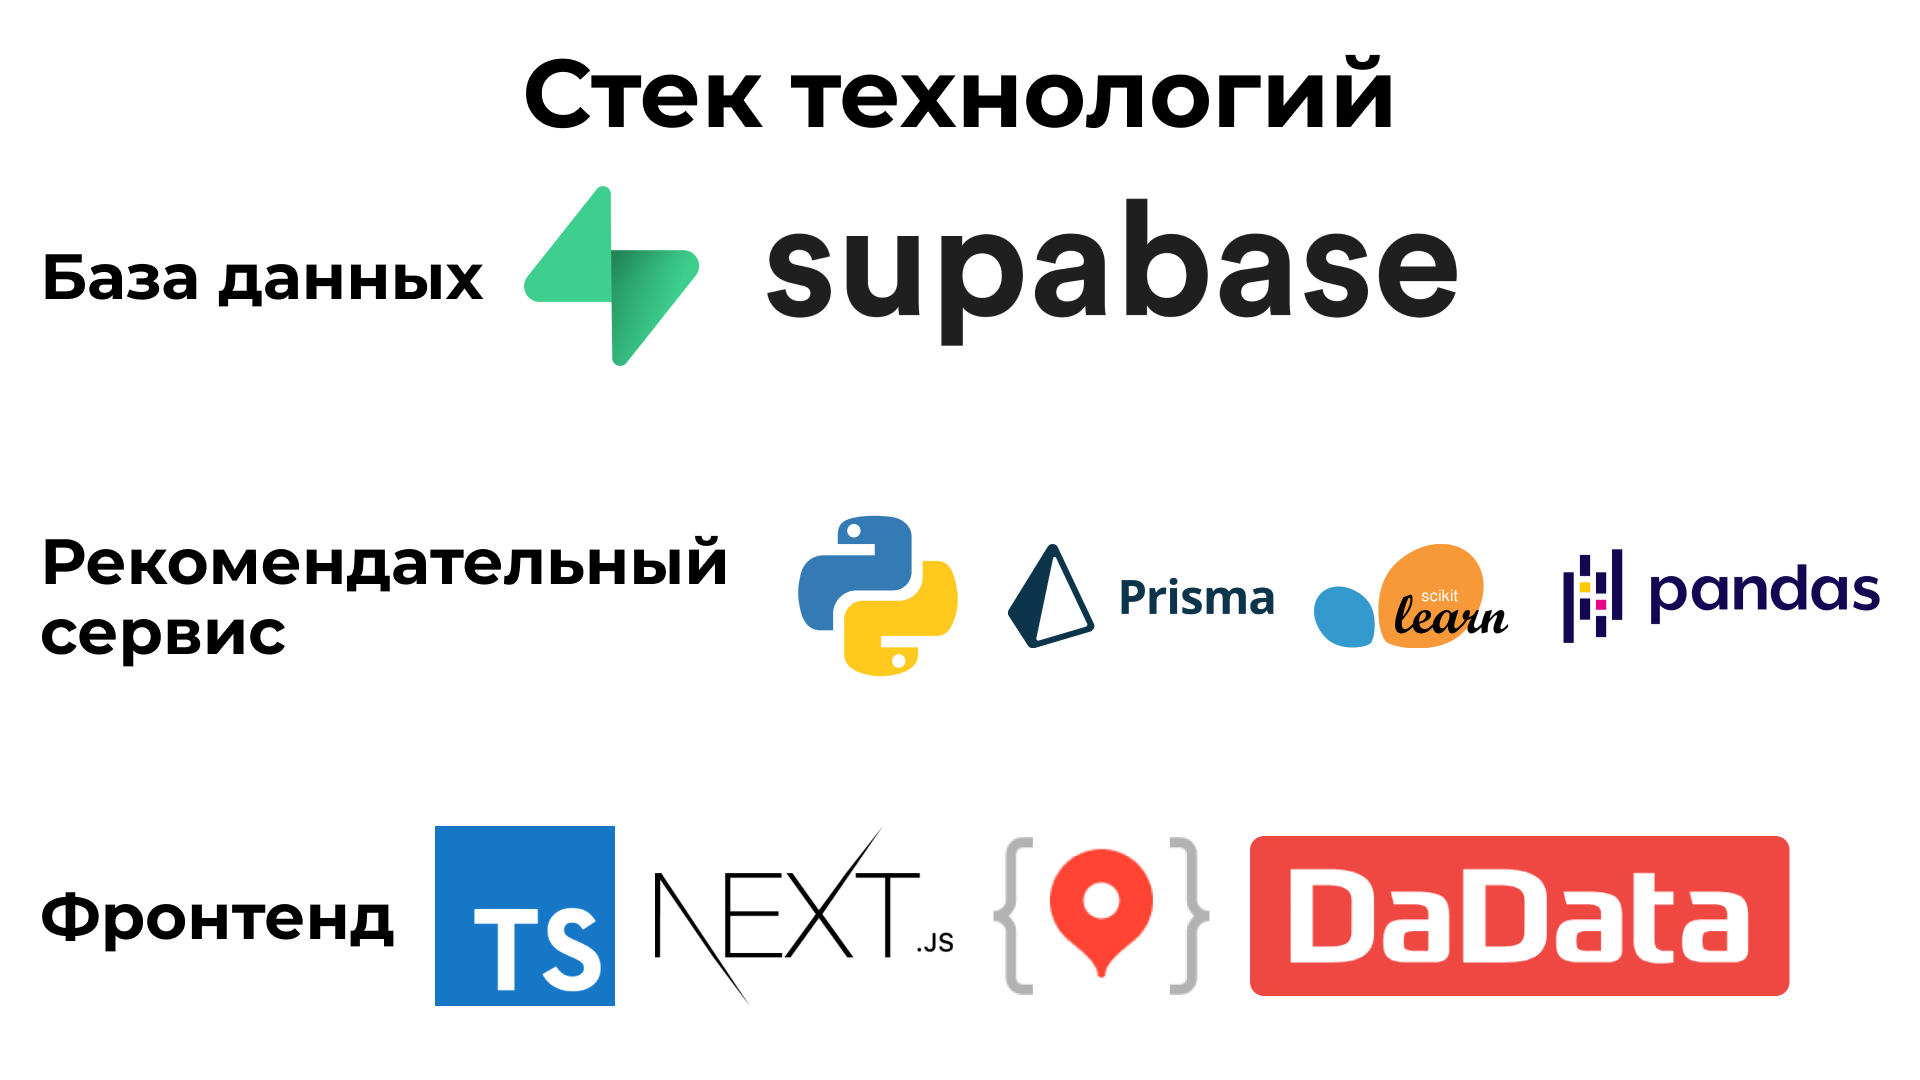 Стек технологий
База данных
supabase
Рекомендательный
сервис
Prisma
scikit
learn
pandas
Фронтенд
TS
NEXT.JS
DaData